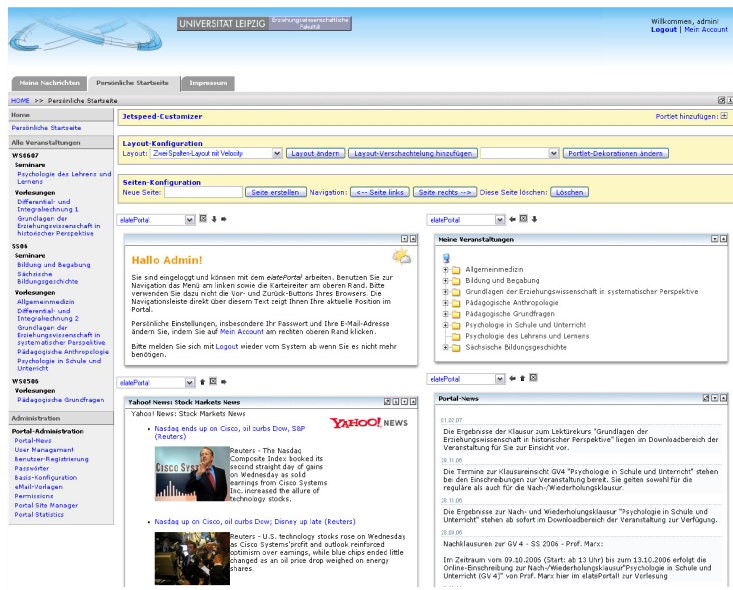 UNIVERSITÄT LEIPZIG
Erziehungswissenschaftliche
Fakultät
Willkommen, admin!
Logout | Mein Account
Meine Nachrichten
Persönliche Startseite
Impressum
HOME >> Persönliche Startseite
Home
Persönliche Startseite
Alle Veranstaltungen
WS0607
Seminare
Psychologie des Lehrens und
Lernens
Vorlesungen
Differential- und
Integralrechnung 1
Grundlagen der
Erziehungswissenschaft in
historischer Perspektive
SS06
Seminare
Bildung und Begabung
Sächsische
Bildungsgeschichte
Vorlesungen
Allgemeinmedizin
Differential- und
Integralrechnung 2
Grundlagen der
Erziehungswissenschaft in
systematischer Perspektive
Pädagogische Anthropologie
Psychologie in Schule und
Unterricht
WS0506
Vorlesungen
Pädagogische Grundfragen
Administration
Portal-Administration
Portal-News
User Management
Benutzer-Registrierung
Passwörter
Basis-Konfiguration
eMail-Vorlagen
Permissions
Portal Site Manager
Portal Statistics
Jetspeed-Customizer
Portlet hinzufügen:
Layout-Konfiguration
Layout: Zwei-Spalten-Layout mit Velocity Layout ändern Layout-Verschachtelung hinzufügen Portlet-Dekorationen ändern
Seiten-Konfiguration
Neue Seite: Seite erstellen Navigation: <-- Seite links Seite rechts --> Diese Seite löschen: Löschen
elatePortal
Hallo Admin!
Sie sind eingeloggt und können mit dem elatePortal arbeiten. Benutzen Sie zur
Navigation das Menü am linken sowie die Karteireiter am oberen Rand. Bitte
verwenden Sie dazu nicht die Vor- und Zurück-Buttons Ihres Browsers. Die
Navigationsleiste direkt über diesem Text zeigt Ihnen Ihre aktuelle Position im
Portal.
Persönliche Einstellungen, insbesondere Ihr Passwort und Ihre E-Mail-Adresse
ändern Sie, indem Sie auf Mein Account am rechten oberen Rand klicken.
Bitte melden Sie sich mit Logout wieder vom System ab wenn Sie es nicht mehr
benötigen.
elatePortal
Yahoo! News: Stock Markets News
Yahoo! News: Stock Markets News
YAHOO! NEWS
Nasdaq ends up on Cisco, oil curbs Dow, S&P
(Reuters)
CISCO SYST
Reuters - The Nasdaq
Composite Index booked its
second straight day of gains
on Wednesday as solid
earnings from Cisco Systems
Inc. increased the allure of
technology stocks.
Nasdaq up on Cisco, oil curbs Dow; Disney up late (Reuters)
Reuters - U.S. technology stocks rose on Wednesday
as Cisco Systems'profit and outlook reinforced
optimism over earnings, while blue chips ended little
changed as an oil price drop weighed on energy
shares.
elatePortal
Meine Veranstaltungen
Allgemeinmedizin
Bildung und Begabung
Grundlagen der Erziehungswissenschaft in systematischer Perspektive
Pädagogische Anthropologie
Pädagogische Grundfragen
Psychologie in Schule und Unterricht
Psychologie des Lehrens und Lernens
Sächsische Bildungsgeschichte
elatePortal
Portal-News
Die Ergebnisse der Klausur zum Lektürekurs "Grundlagen der
Erziehungswissenschaft in historischer Perspektive" liegen im Downloadbereich der
Veranstaltung für Sie zur Einsicht vor.
28.11.06
Die Termine zur Klausureinsicht GV4 "Psychologie in Schule und Unterricht" stehen
bei den Einschreibungen zur Veranstaltung bereit. Sie gelten sowohl für die
reguläre als auch für die Nach-/Wiederholungsklausur.
28.11.06
Die Ergebnisse zur Nach- und Wiederholungsklausur "Psychologie in Schule und
Unterricht" stehen ab sofort im Downloadbereich der Veranstaltung zur Verfügung.
Nachklausuren zur GV 4 - SS 2006 - Prof. Marx:
Im Zeitraum vom 09.10.2006 (Start: ab 13 Uhr) bis zum 13.10.2006 erfolgt die
Online-Einschreibung zur Nach-/Wiederholungsklausur"Psychologie in Schule und
Unterricht (GV 4)" von Prof. Marx hier im elatePortal! zur Vorlesung